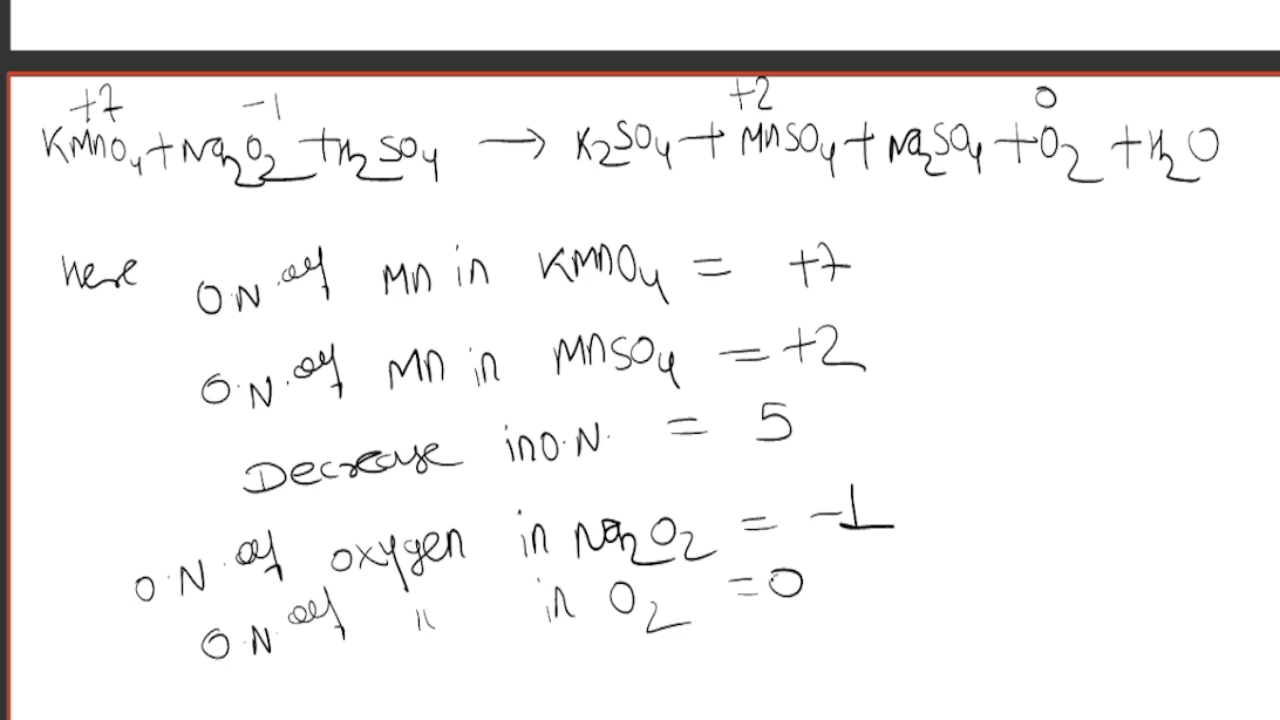 +7 -1 +2 0
KMnO4 + Na2O2 + H2SO4 → K2SO4 + MnSO4 + Na2SO4 + O2 + H2O
here O.N. of Mn in KMnO4 = +7
O.N. of Mn in MnSO4 = +2
Decrease in O.N. = 5
O.N. of oxygen in Na2O2 = -1
O.N. of " in O2 = 0